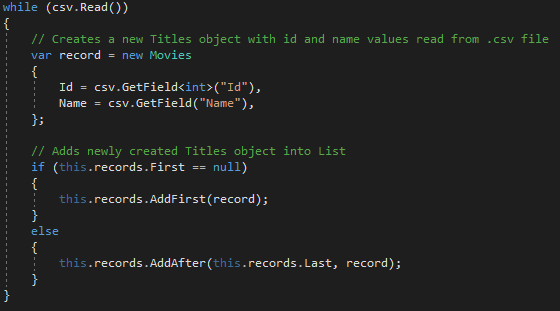 while (csv.Read())
{
    // Creates a new Titles object with id and name values read from .csv file
    var record = new Movies
    {
        Id = csv.GetField<int>("Id"),
        Name = csv.GetField("Name"),
    };

    // Adds newly created Titles object into List
    if (this.records.First == null)
    {
        this.records.AddFirst(record);
    }
    else
    {
        this.records.AddAfter(this.records.Last, record);
    }
}